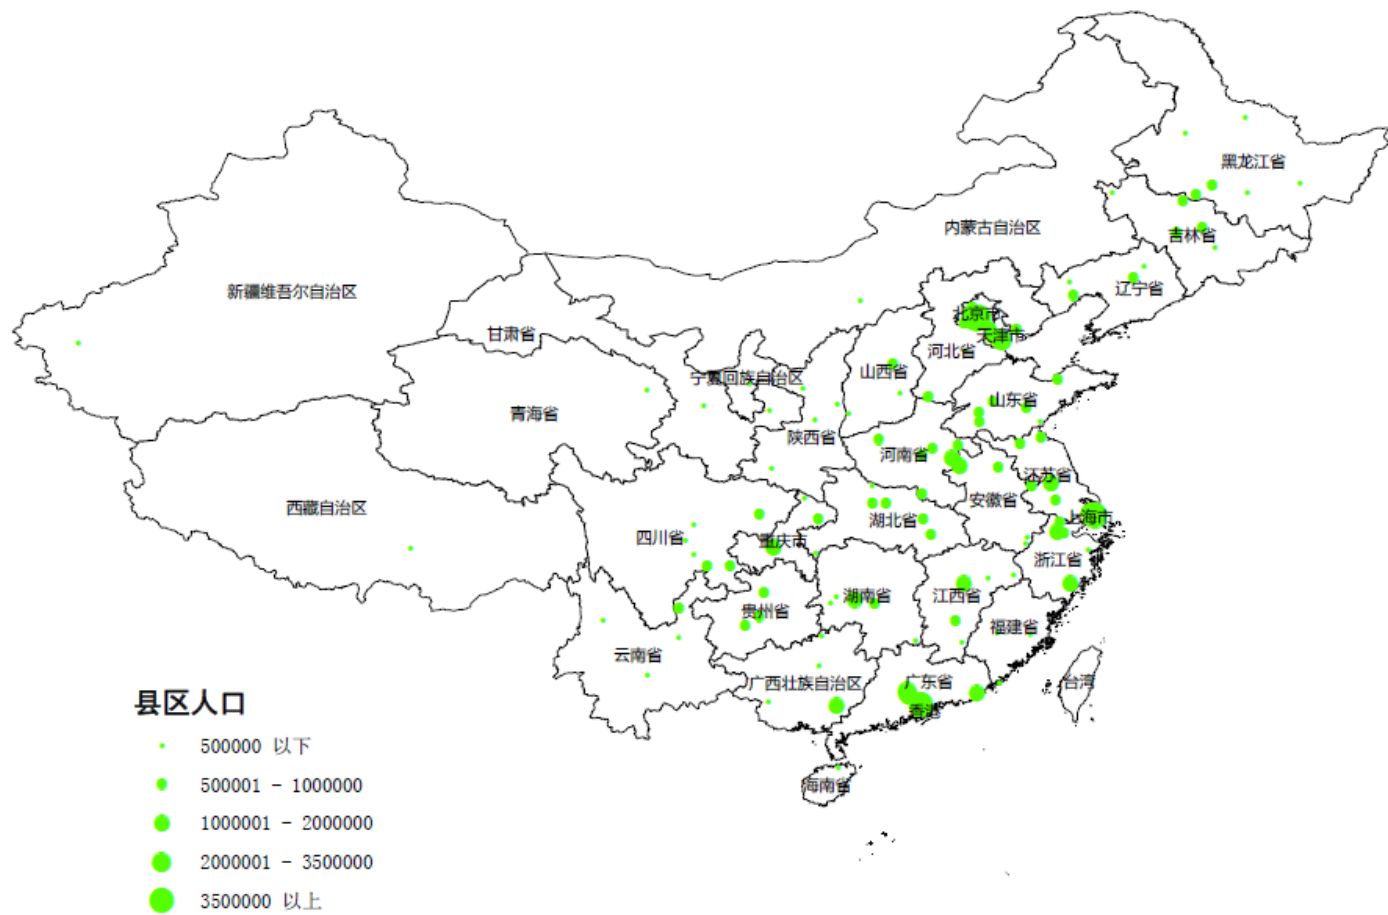 黑龙江省
内蒙古自治区
吉林省
新疆维吾尔自治区
辽宁省
北京市
甘肃省
天津市
河北省
山西省
宁夏回族自治区
山东省
青海省
陕西省
河南省
江苏省
安徽省
西藏自治区
上海市
湖北省
四川省
重庆市
浙江省
湖南省
江西省
贵州省
福建省
云南省
广西壮族自治区
广东省
台湾
香港
海南省
县区人口
500000 以下
500001 - 1000000
1000001 - 2000000
2000001 - 3500000
3500000 以上